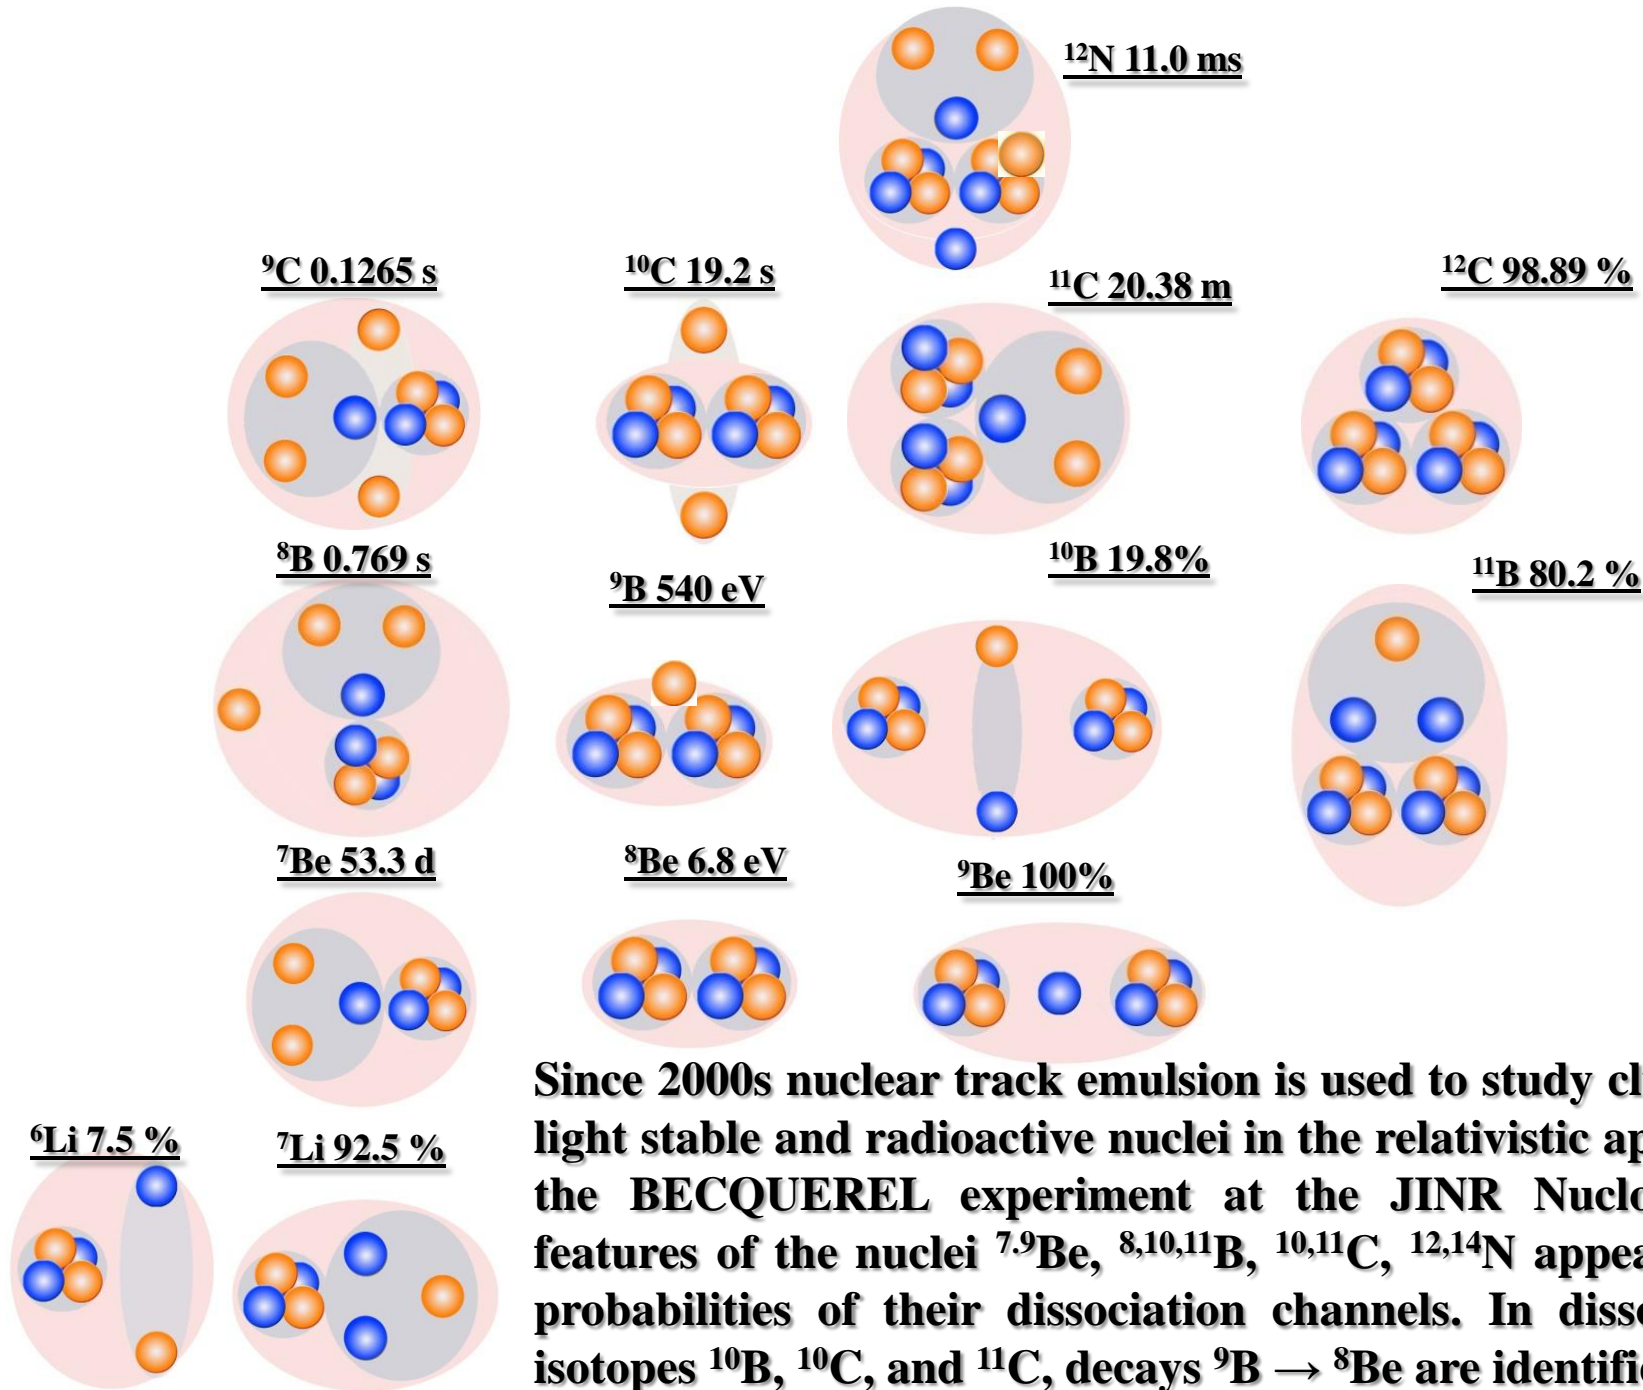 ¹²N 11.0 ms
⁹C 0.1265 s
¹⁰C 19.2 s
¹¹C 20.38 m
¹²C 98.89 %
⁸B 0.769 s
⁹B 540 eV
¹⁰B 19.8%
¹¹B 80.2 %
⁷Be 53.3 d
⁸Be 6.8 eV
⁹Be 100%
⁶Li 7.5 %
⁷Li 92.5 %
Since 2000s nuclear track emulsion is used to study
light stable and radioactive nuclei in the relativistic
the BECQUEREL experiment at the JINR
features of the nuclei ⁷·⁹Be, ⁸,¹⁰,¹¹B, ¹⁰,¹¹C, ¹²,¹⁴N
probabilities of their dissociation channels. In
isotopes ¹⁰B, ¹⁰C, and ¹¹C, decays ⁹B → ⁸Be are